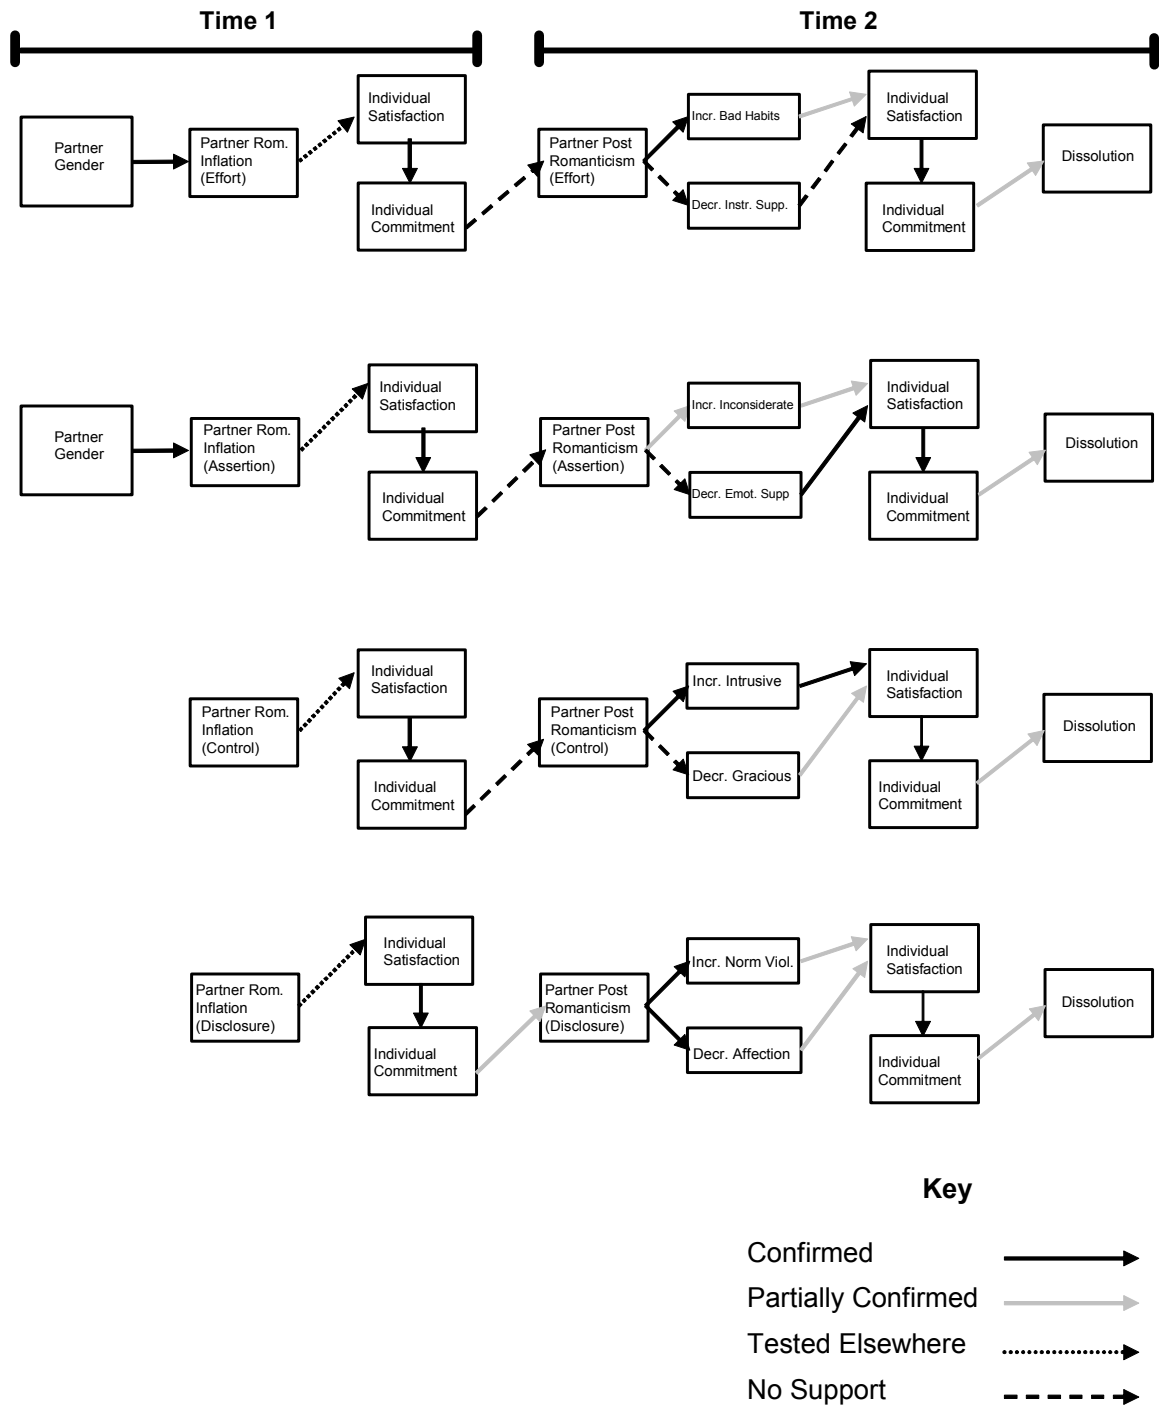 Time 1
Time 2
Partner
Gender
Partner Rom.
Inflation
(Effort)
Individual
Satisfaction
Individual
Commitment
Partner Post
Romanticism
(Effort)
Incr. Bad Habits
Decr. Instr. Supp.
Individual
Satisfaction
Individual
Commitment
Dissolution
Partner
Gender
Partner Rom.
Inflation
(Assertion)
Individual
Satisfaction
Individual
Commitment
Partner Post
Romanticism
(Assertion)
Incr. Inconsiderate
Decr. Emot. Supp
Individual
Satisfaction
Individual
Commitment
Dissolution
Partner Rom.
Inflation
(Control)
Individual
Satisfaction
Individual
Commitment
Partner Post
Romanticism
(Control)
Incr. Intrusive
Decr. Gracious
Individual
Satisfaction
Individual
Commitment
Dissolution
Partner Rom.
Inflation
(Disclosure)
Individual
Satisfaction
Individual
Commitment
Partner Post
Romanticism
(Disclosure)
Incr. Norm Viol.
Decr. Affection
Individual
Satisfaction
Individual
Commitment
Dissolution
Key
Confirmed
Partially Confirmed
Tested Elsewhere
No Support